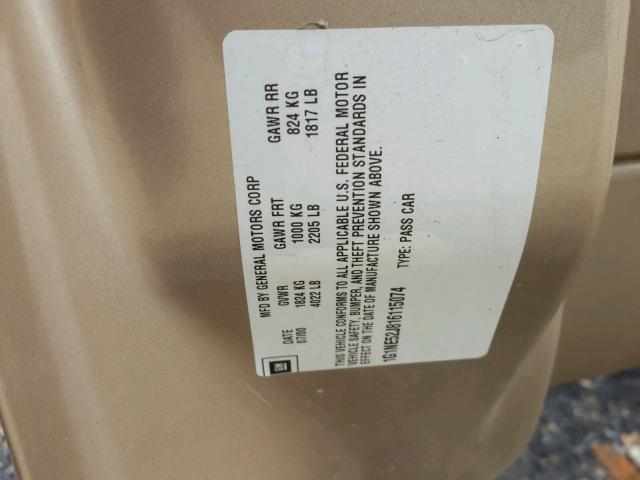 MFD BY GENERAL MOTORS CORP
DATE GVWR GAWR FRT GAWR RR
07/00 1824 KG 1000 KG 824 KG
4022 LB 2205 LB 1817 LB
THIS VEHICLE CONFORMS TO ALL APPLICABLE U.S. FEDERAL MOTOR
VEHICLE SAFETY, BUMPER, AND THEFT PREVENTION STANDARDS IN
EFFECT ON THE DATE OF MANUFACTURE SHOWN ABOVE.
1G1NE52J816115074 TYPE: PASS CAR
GM